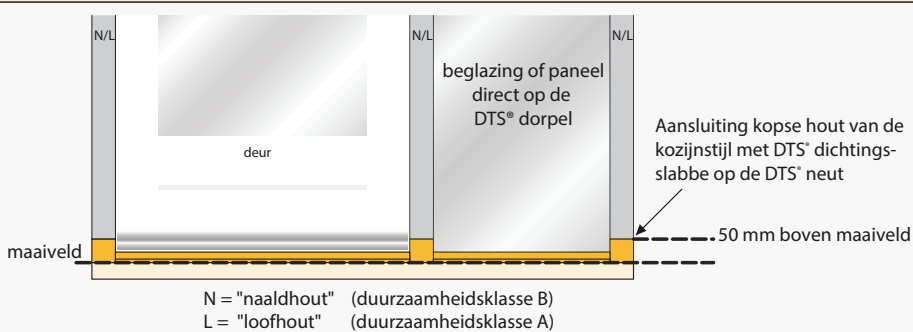 N/L
N/L
N/L
beglazing of paneel
direct op de
DTS® dorpel
deur
Aansluiting kopse hout van de
kozijnstijl met DTS® dichtings-
slabbe op de DTS® neut
maaiveld
50 mm boven maaiveld
N = "naaldhout" (duurzaamheidsklasse B)
L = "loofhout" (duurzaamheidsklasse A)